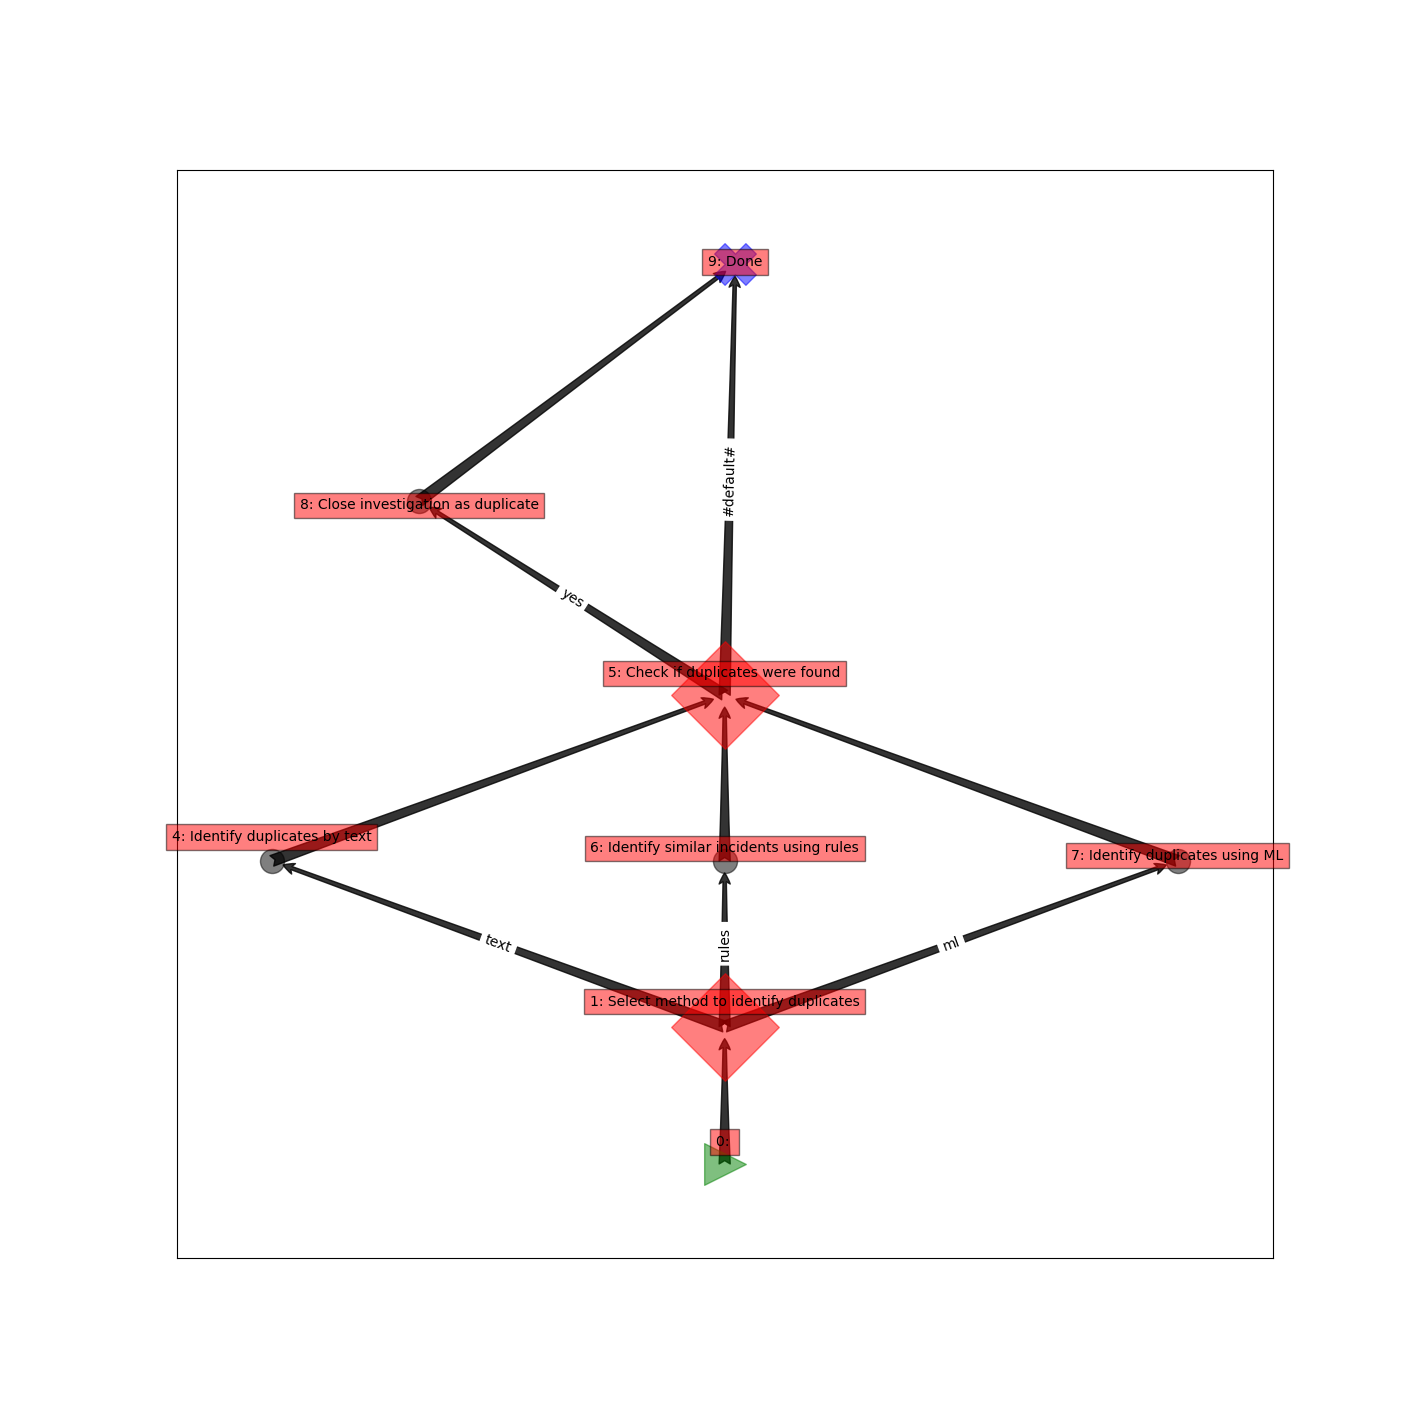 9: Done
#default#
8: Close investigation as duplicate
yes
5: Check if duplicates were found
4: Identify duplicates by text
6: Identify similar incidents using rules
7: Identify duplicates using ML
text
rules
ml
1: Select method to identify duplicates
0: